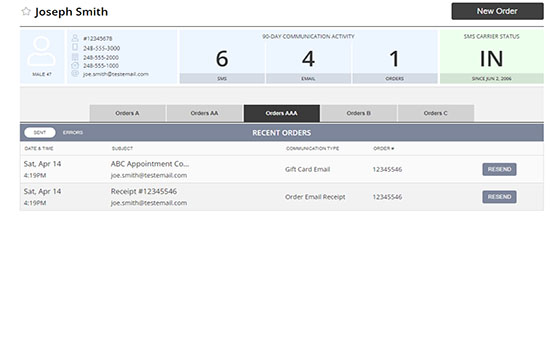 Joseph Smith
New Order
MALE 47
#12345678
248-555-3000
248-555-2000
248-555-1000
joe.smith@testemail.com
90-DAY COMMUNICATION ACTIVITY
6 4 1
SMS EMAIL ORDERS
SMS CARRIER STATUS
IN
SINCE JUN 2, 2006
Orders A Orders AA Orders AAA Orders B Orders C
SENT ERRORS RECENT ORDERS
DATE & TIME SUBJECT COMMUNICATION TYPE ORDER #
Sat, Apr 14 ABC Appointment Co...
4:19PM joe.smith@testemail.com Gift Card Email 12345546 RESEND
Sat, Apr 14 Receipt #12345546
4:19PM joe.smith@testemail.com Order Email Receipt 12345546 RESEND